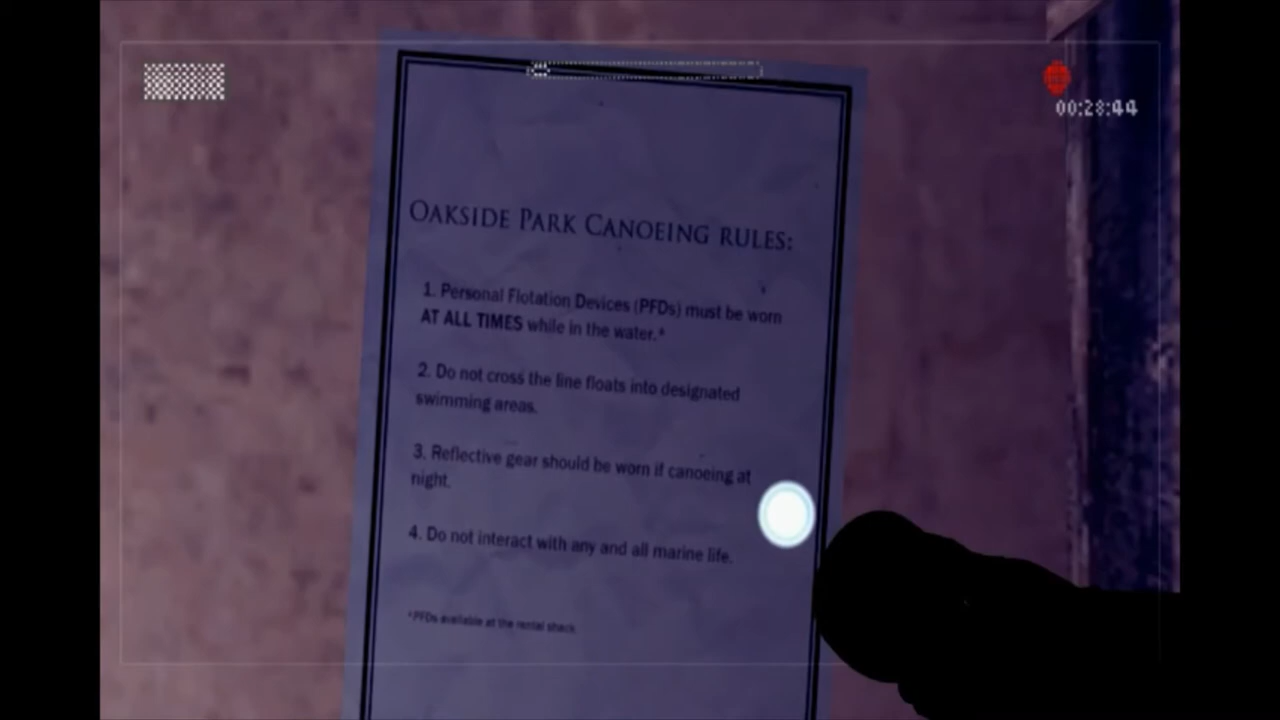 00:28:44
OAKSIDE PARK CANOEING RULES:
1. Personal Flotation Devices (PFDs) must be worn
AT ALL TIMES while in the water.*
2. Do not cross the line floats into designated
swimming areas.
3. Reflective gear should be worn if canoeing at
night.
4. Do not interact with any and all marine life.
*PFDs available at the rental shack.